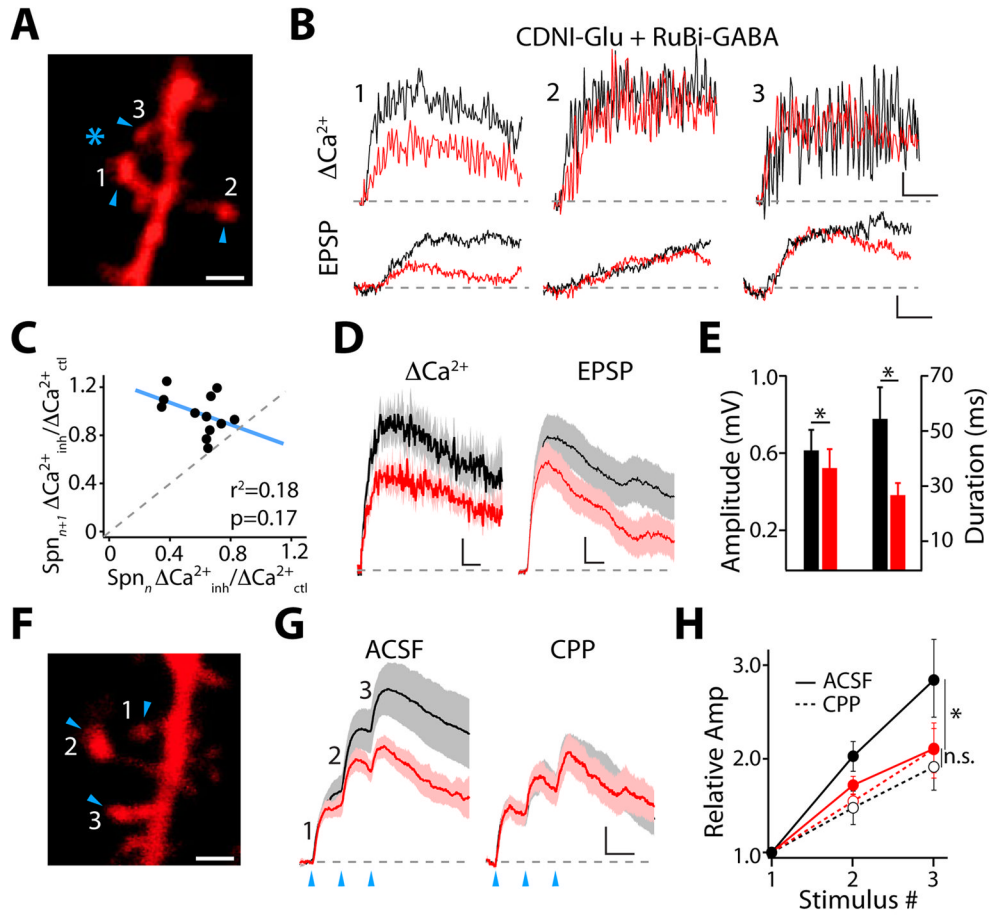 A
3
*
1
2
B
CDNI-Glu + RuBi-GABA
1
2
3
ΔCa2+
EPSP
C
Spn n+1 ΔCa2+ inh/ΔCa2+ ctl
1.2
0.8
0.4
0
r2=0.18
p=0.17
0
0.4
0.8
1.2
Spn n ΔCa2+ inh/ΔCa2+ ctl
D
ΔCa2+
EPSP
E
Amplitude (mV)
1.0
0.6
0.2
*
*
70
50
30
10
Duration (ms)
F
1
2
3
G
ACSF
CPP
3
2
1
H
Relative Amp
3.0
2.0
1.0
ACSF
CPP
*
n.s.
1
2
3
Stimulus #